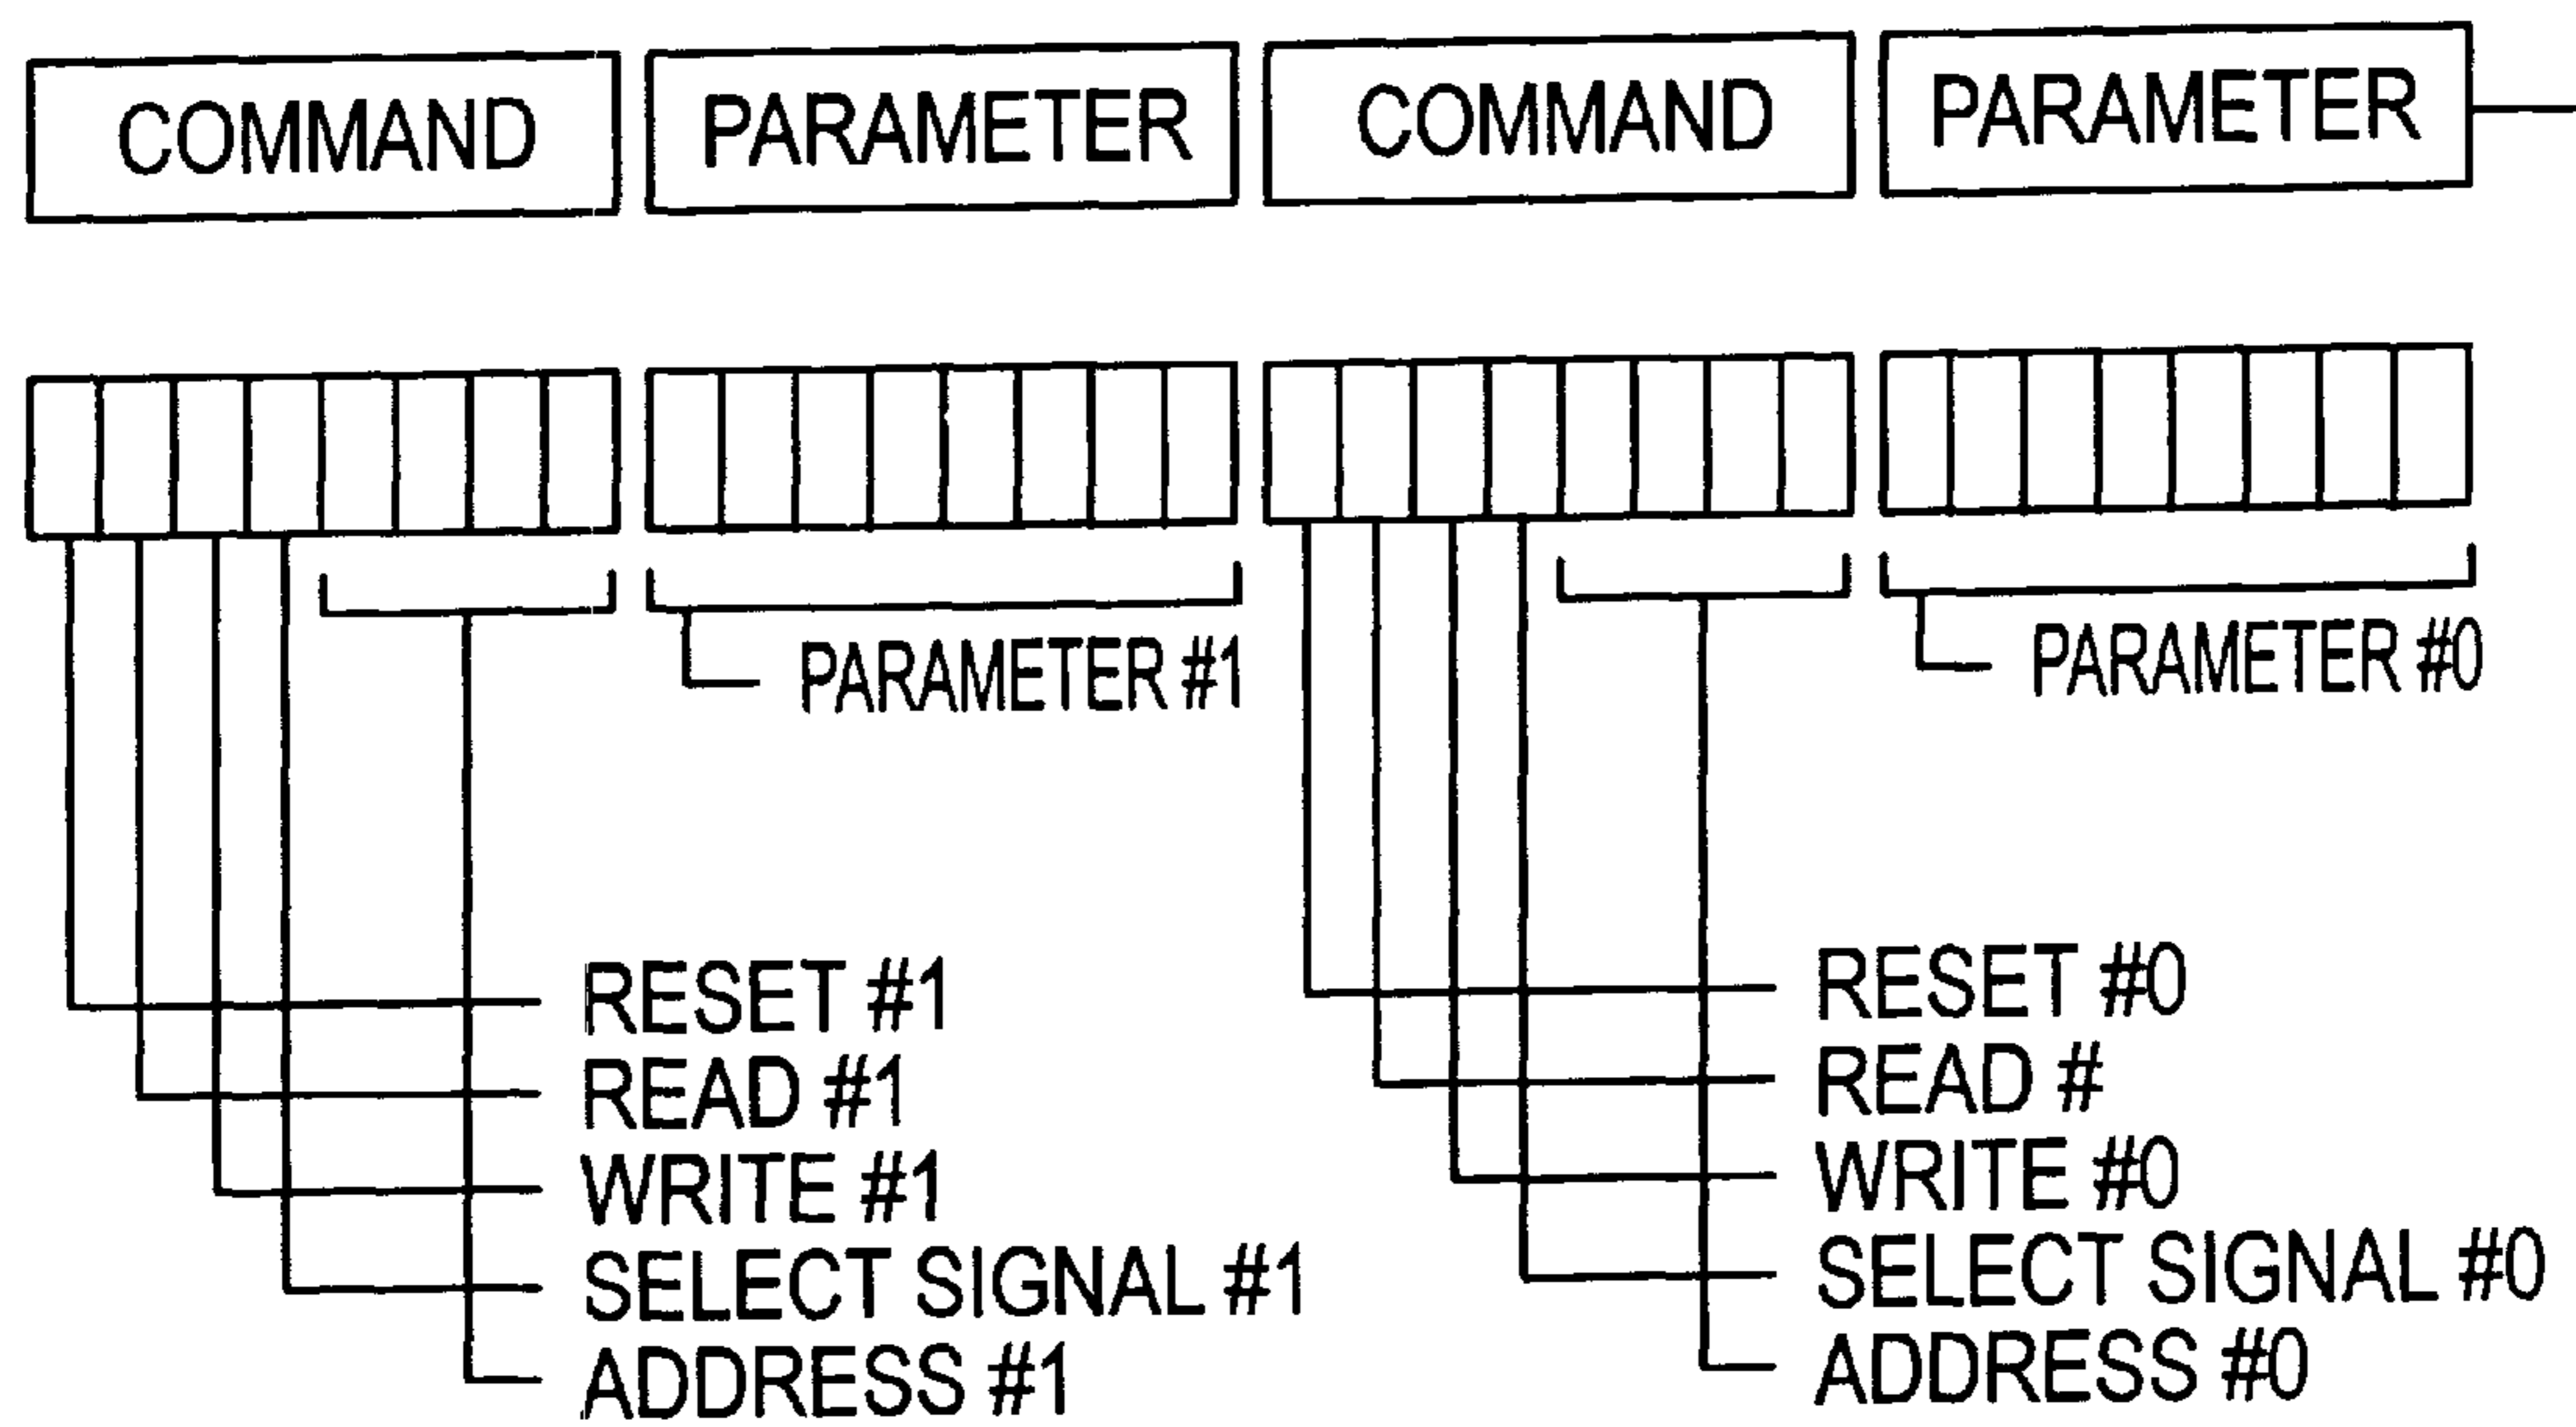 COMMAND PARAMETER COMMAND PARAMETER
PARAMETER #1 PARAMETER #0
RESET #1
READ #1
WRITE #1
SELECT SIGNAL #1
ADDRESS #1
RESET #0
READ #
WRITE #0
SELECT SIGNAL #0
ADDRESS #0